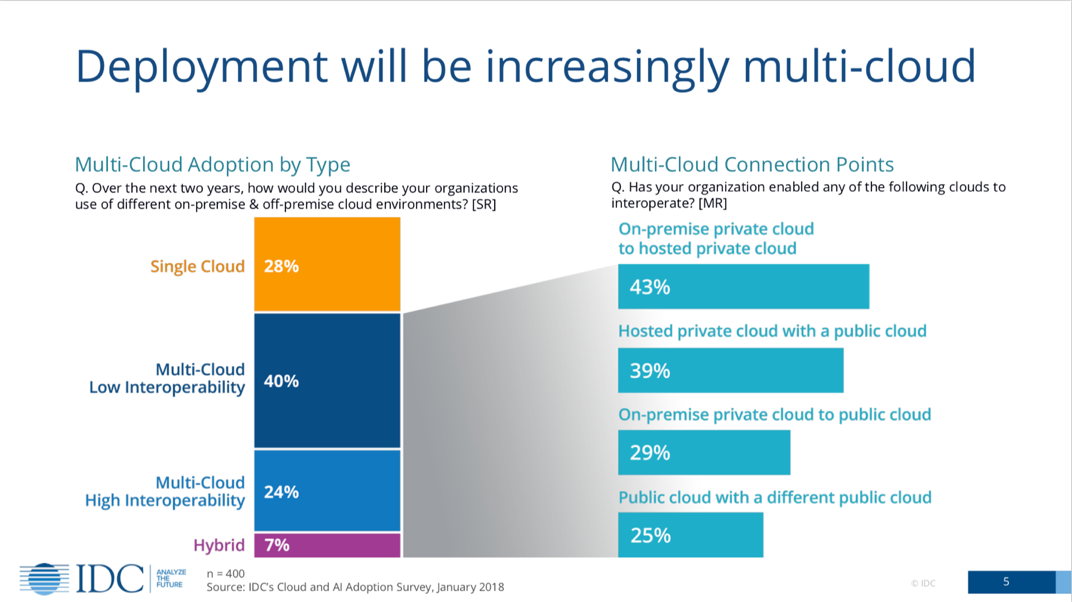 Deployment will be increasingly multi-cloud
Multi-Cloud Adoption by Type
Q. Over the next two years, how would you describe your organizations
use of different on-premise & off-premise cloud environments? [SR]
Single Cloud
28%
Multi-Cloud
Low Interoperability
40%
Multi-Cloud
High Interoperability
24%
Hybrid
7%
Multi-Cloud Connection Points
Q. Has your organization enabled any of the following clouds to
interoperate? [MR]
On-premise private cloud
to hosted private cloud
43%
Hosted private cloud with a public cloud
39%
On-premise private cloud to public cloud
29%
Public cloud with a different public cloud
25%
IDC
ANALYZE
THE
FUTURE
n = 400
Source: IDC's Cloud and AI Adoption Survey, January 2018
© IDC
5